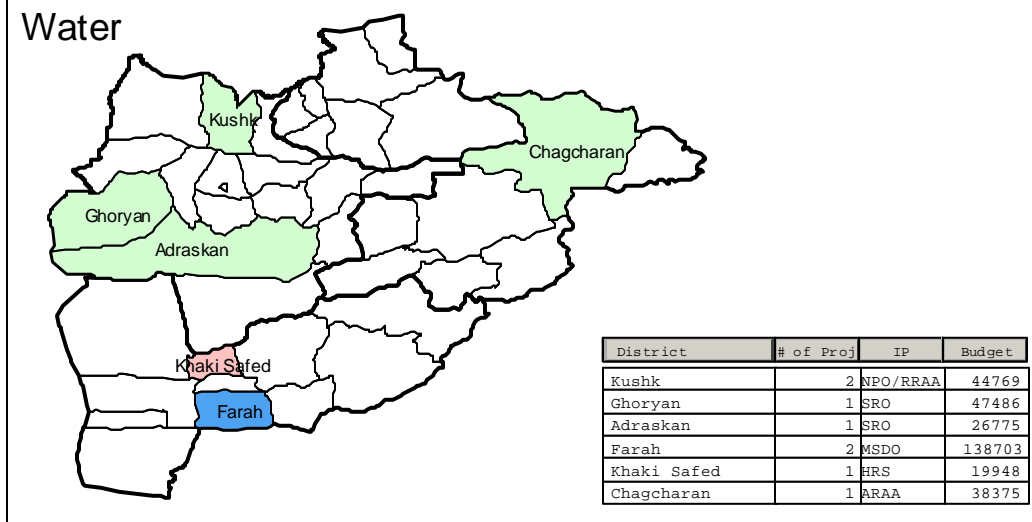 Water
Kushk
Chagcharan
Ghoryan
Adraskan
Khaki Safed
Farah
District # of Proj IP Budget
Kushk 2 NPO/RRAA 44769
Ghoryan 1 SRO 47486
Adraskan 1 SRO 26775
Farah 2 MSDO 138703
Khaki Safed 1 HRS 19948
Chagcharan 1 ARAA 38375